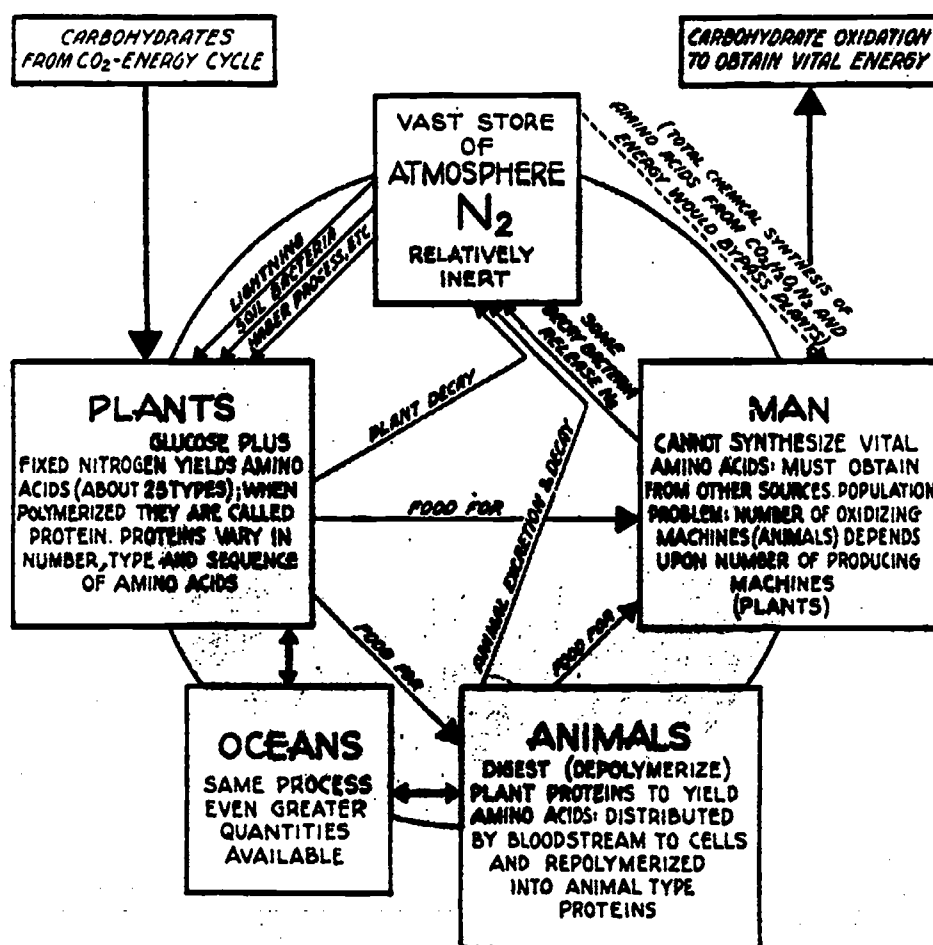 CARBOHYDRATES
FROM CO₂-ENERGY CYCLE
CARBOHYDRATE OXIDATION
TO OBTAIN VITAL ENERGY
VAST STORE
OF
ATMOSPHERE
N₂
RELATIVELY
INERT
(TOTAL CHEMICAL SYNTHESIS OF
AMINO ACIDS FROM CO₂,H₂O,N₂ AND
ENERGY WOULD BYPASS PLANTS)
LIGHTNING
SOIL BACTERIA
HABER PROCESS, ETC
SOME
DECAY BACTERIA
RELEASE N₂
PLANT DECAY
ANIMAL EXCRETION & DECAY
PLANTS
GLUCOSE PLUS
FIXED NITROGEN YIELDS AMINO
ACIDS (ABOUT 25 TYPES); WHEN
POLYMERIZED THEY ARE CALLED
PROTEIN. PROTEINS VARY IN
NUMBER, TYPE AND SEQUENCE
OF AMINO ACIDS
FOOD FOR
MAN
CANNOT SYNTHESIZE VITAL
AMINO ACIDS: MUST OBTAIN
FROM OTHER SOURCES. POPULATION
PROBLEM: NUMBER OF OXIDIZING
MACHINES (ANIMALS) DEPENDS
UPON NUMBER OF PRODUCING
MACHINES
(PLANTS)
FOOD FOR
FOOD FOR
OCEANS
SAME PROCESS
EVEN GREATER
QUANTITIES
AVAILABLE
ANIMALS
DIGEST (DEPOLYMERIZE)
PLANT PROTEINS TO YIELD
AMINO ACIDS: DISTRIBUTED
BY BLOODSTREAM TO CELLS
AND REPOLYMERIZED
INTO ANIMAL TYPE
PROTEINS